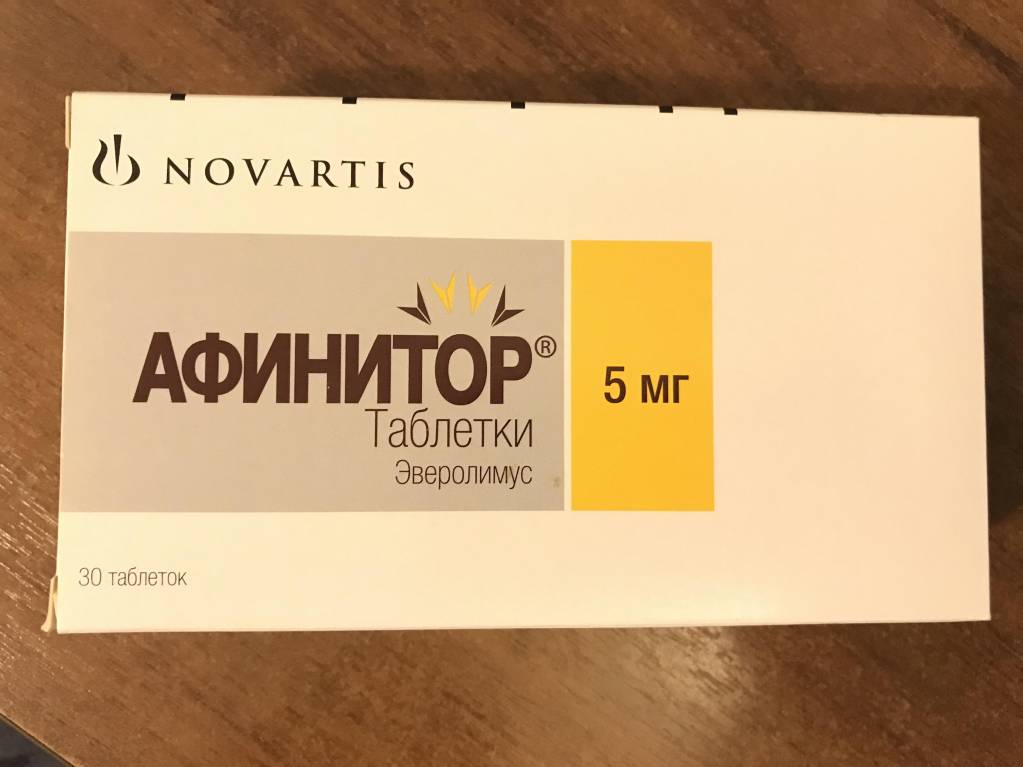 NOVARTIS
АФИНИТОР®
Таблетки
Эверолимус
5 мг
30 таблеток